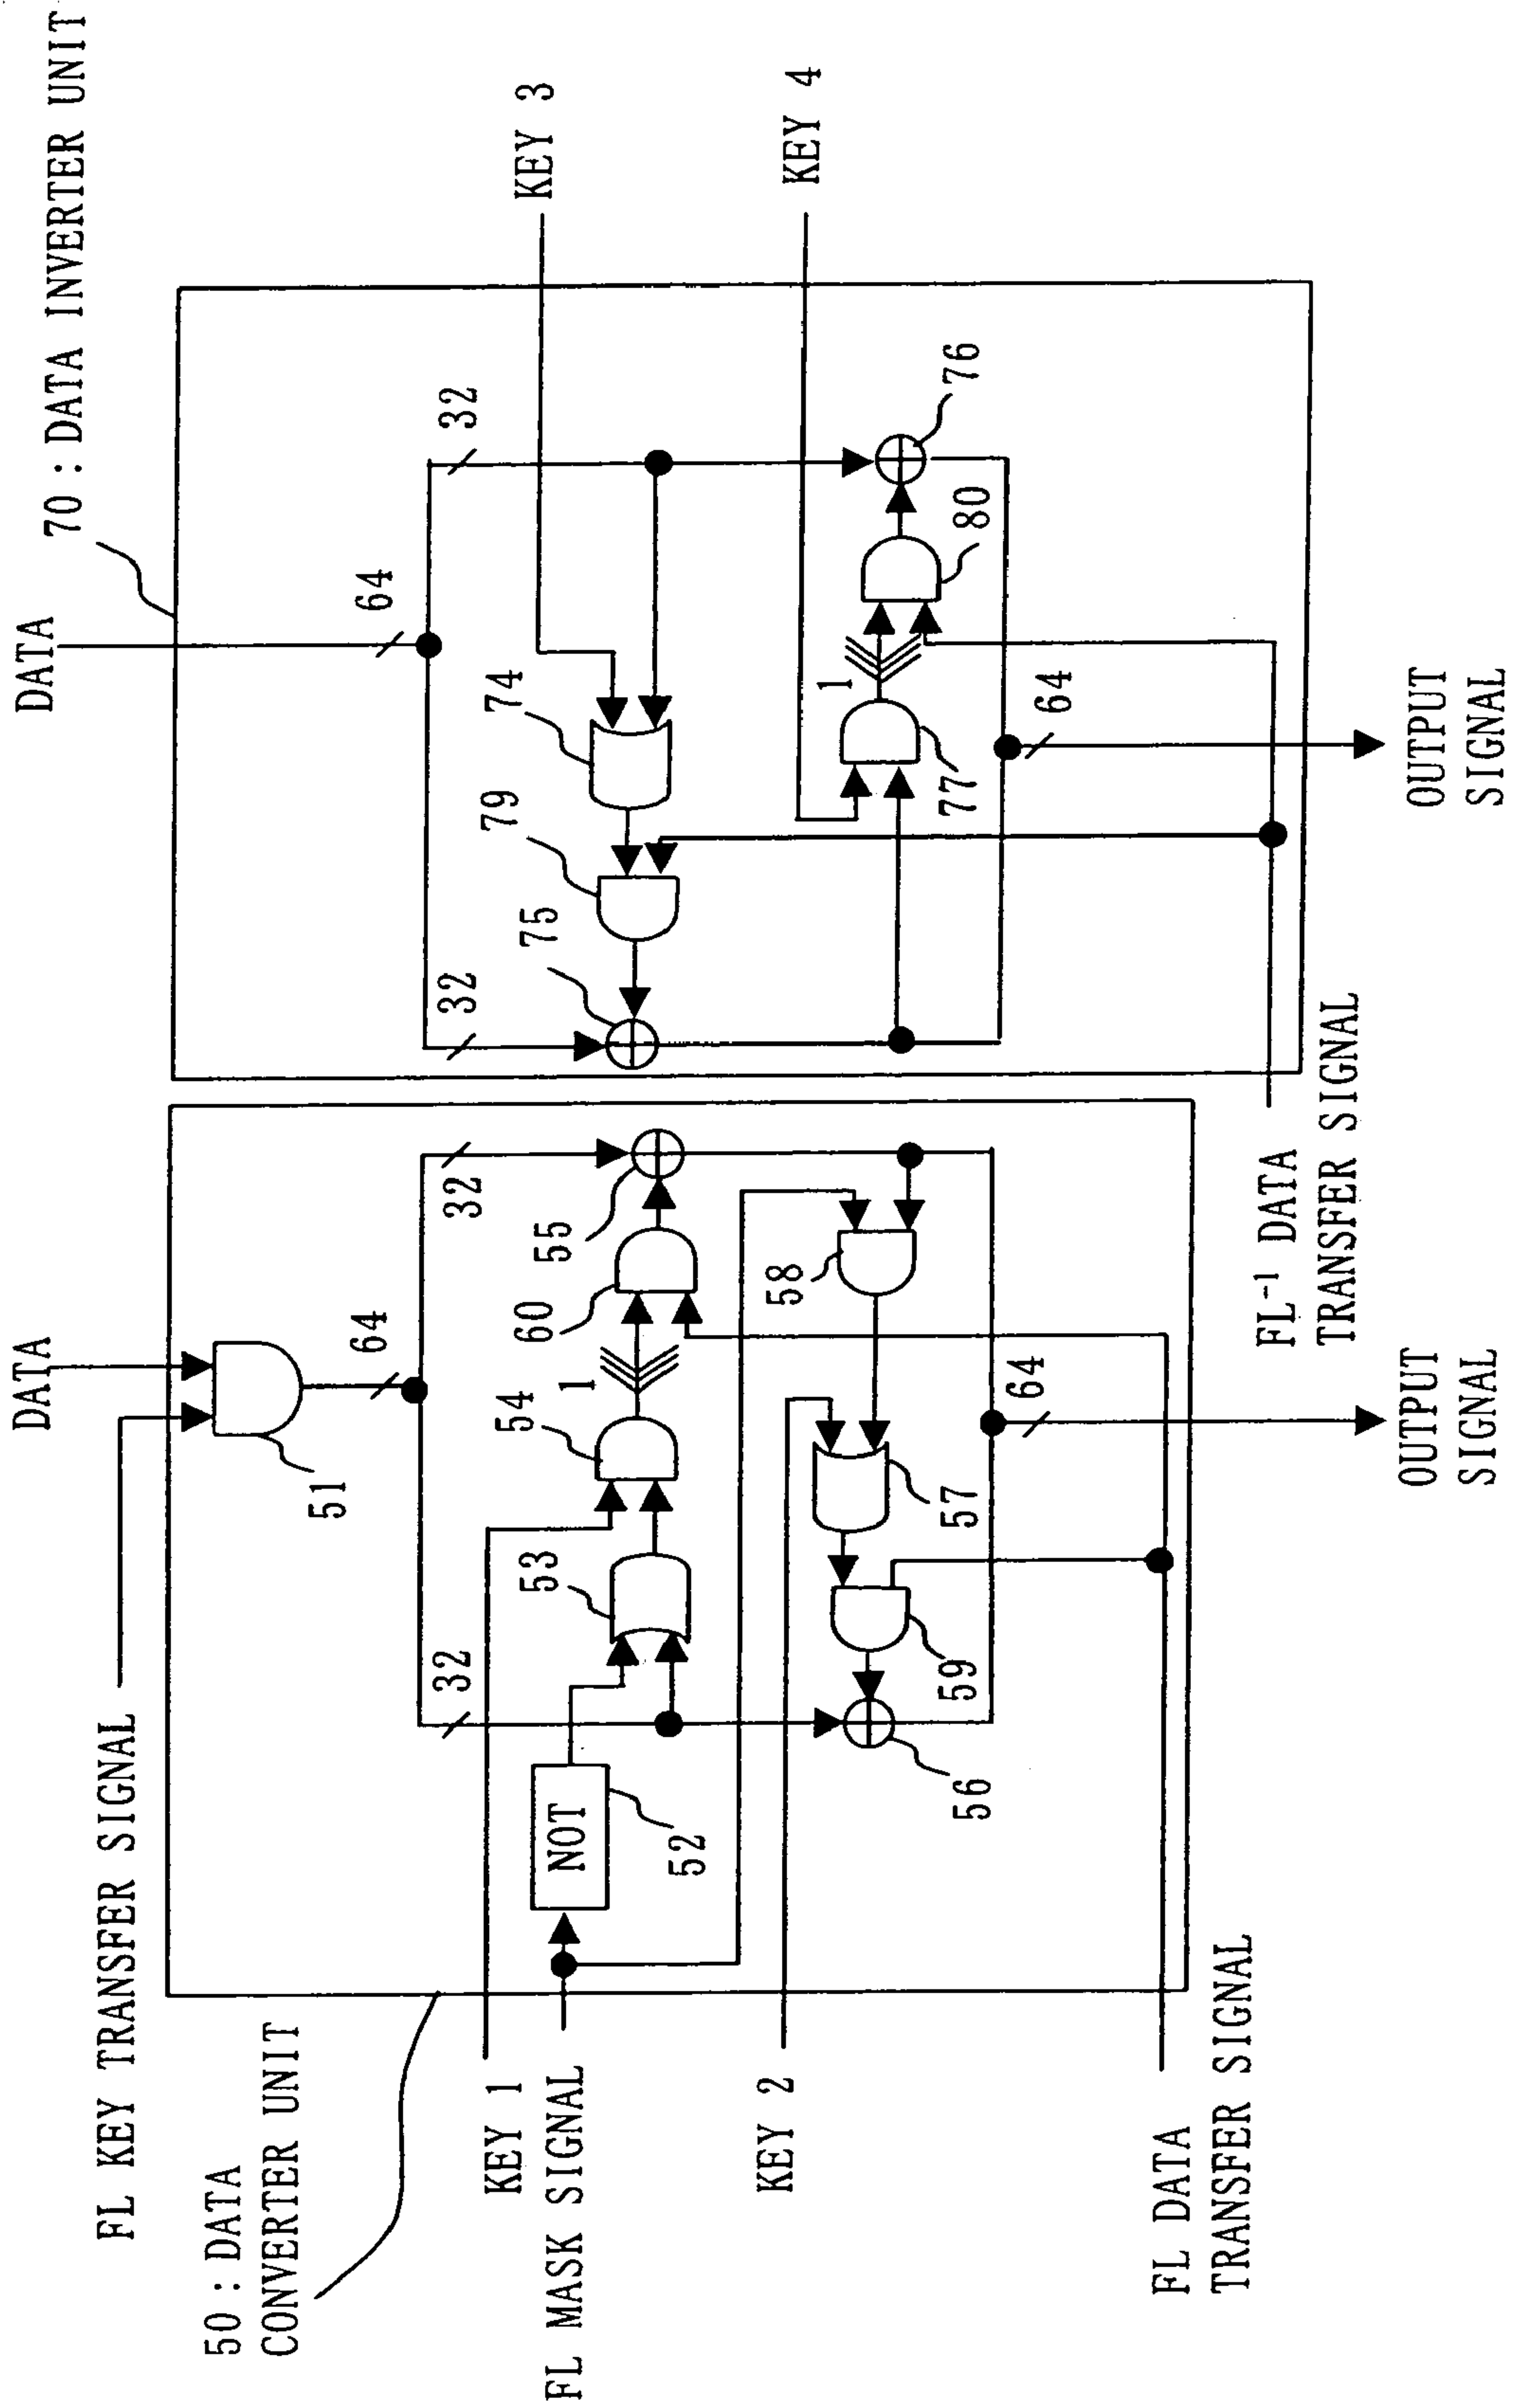 DATA
FL KEY TRANSFER SIGNAL
50 : DATA
CONVERTER UNIT
51
64
32
32
KEY 1
FL MASK SIGNAL
NOT
52
53
54
1
60
55
KEY 2
58
57
59
56
64
FL DATA
TRANSFER SIGNAL
OUTPUT
SIGNAL
DATA
70 : DATA INVERTER UNIT
64
32
32
KEY 3
74
79
75
KEY 4
76
80
1
77
64
FL-1 DATA
TRANSFER SIGNAL
OUTPUT
SIGNAL